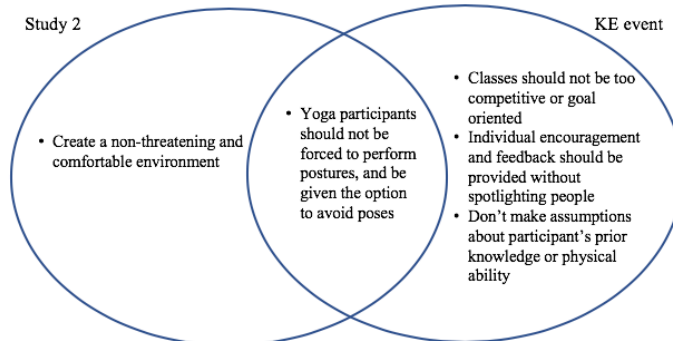 Study 2
KE event
• Create a non-threatening and
comfortable environment
• Yoga participants
should not be
forced to perform
postures, and be
given the option
to avoid poses
• Classes should not be too
competitive or goal
oriented
• Individual encouragement
and feedback should be
provided without
spotlighting people
• Don't make assumptions
about participant's prior
knowledge or physical
ability